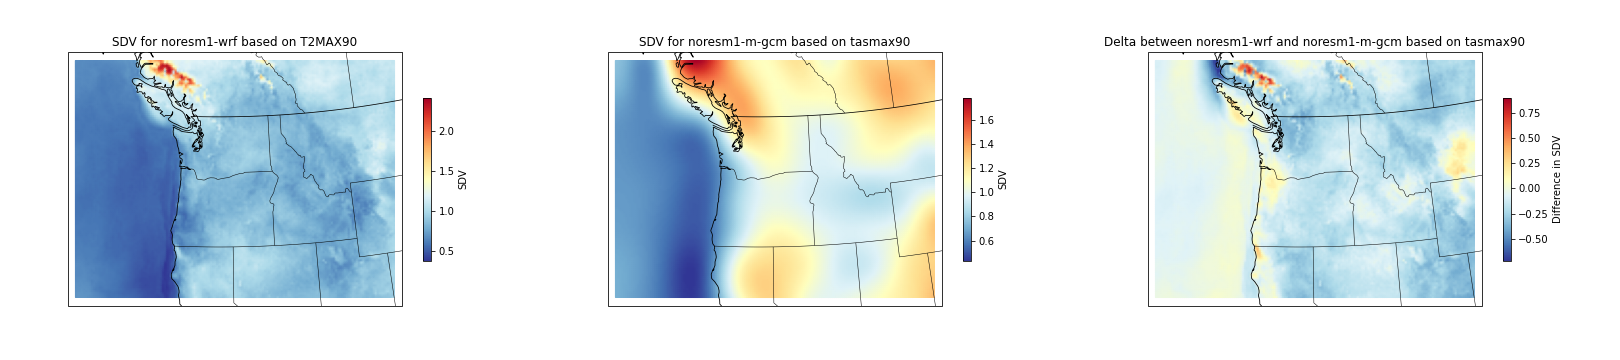 SDV for noresm1-wrf based on T2MAX90
2.0
1.5
1.0
0.5
SDV
SDV for noresm1-m-gcm based on tasmax90
1.6
1.4
1.2
1.0
0.8
0.6
SDV
Delta between noresm1-wrf and noresm1-m-gcm based on tasmax90
0.75
0.50
0.25
0.00
−0.25
−0.50
Difference in SDV